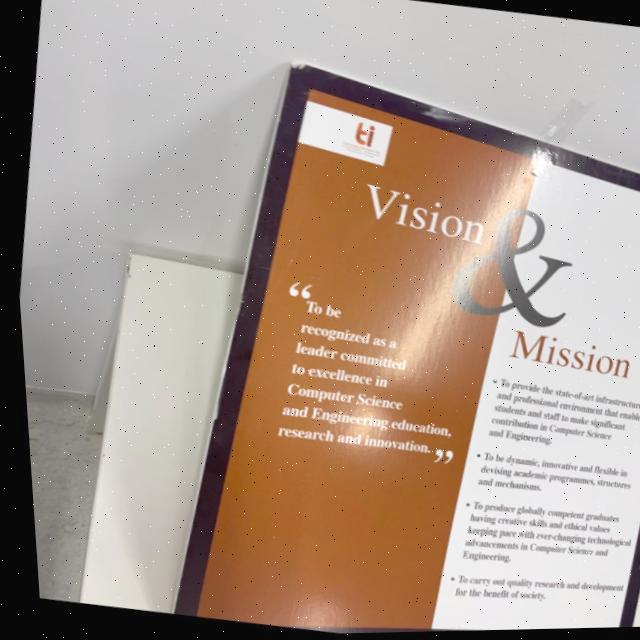 ti
Vision
&
Mission
“To be
recognized as a
leader committed
to excellence in
Computer Science
and Engineering education,
research and innovation.”
• To provide the state-of-art infrastructure
and professional environment that enable
students and staff to make significant
contribution in Computer Science
and Engineering.
• To be dynamic, innovative and flexible in
devising academic programmes, structures
and mechanisms.
• To produce globally competent graduates
having creative skills and ethical values
keeping pace with ever-changing technological
advancements in Computer Science and
Engineering.
• To carry out quality research and development
for the benefit of society.